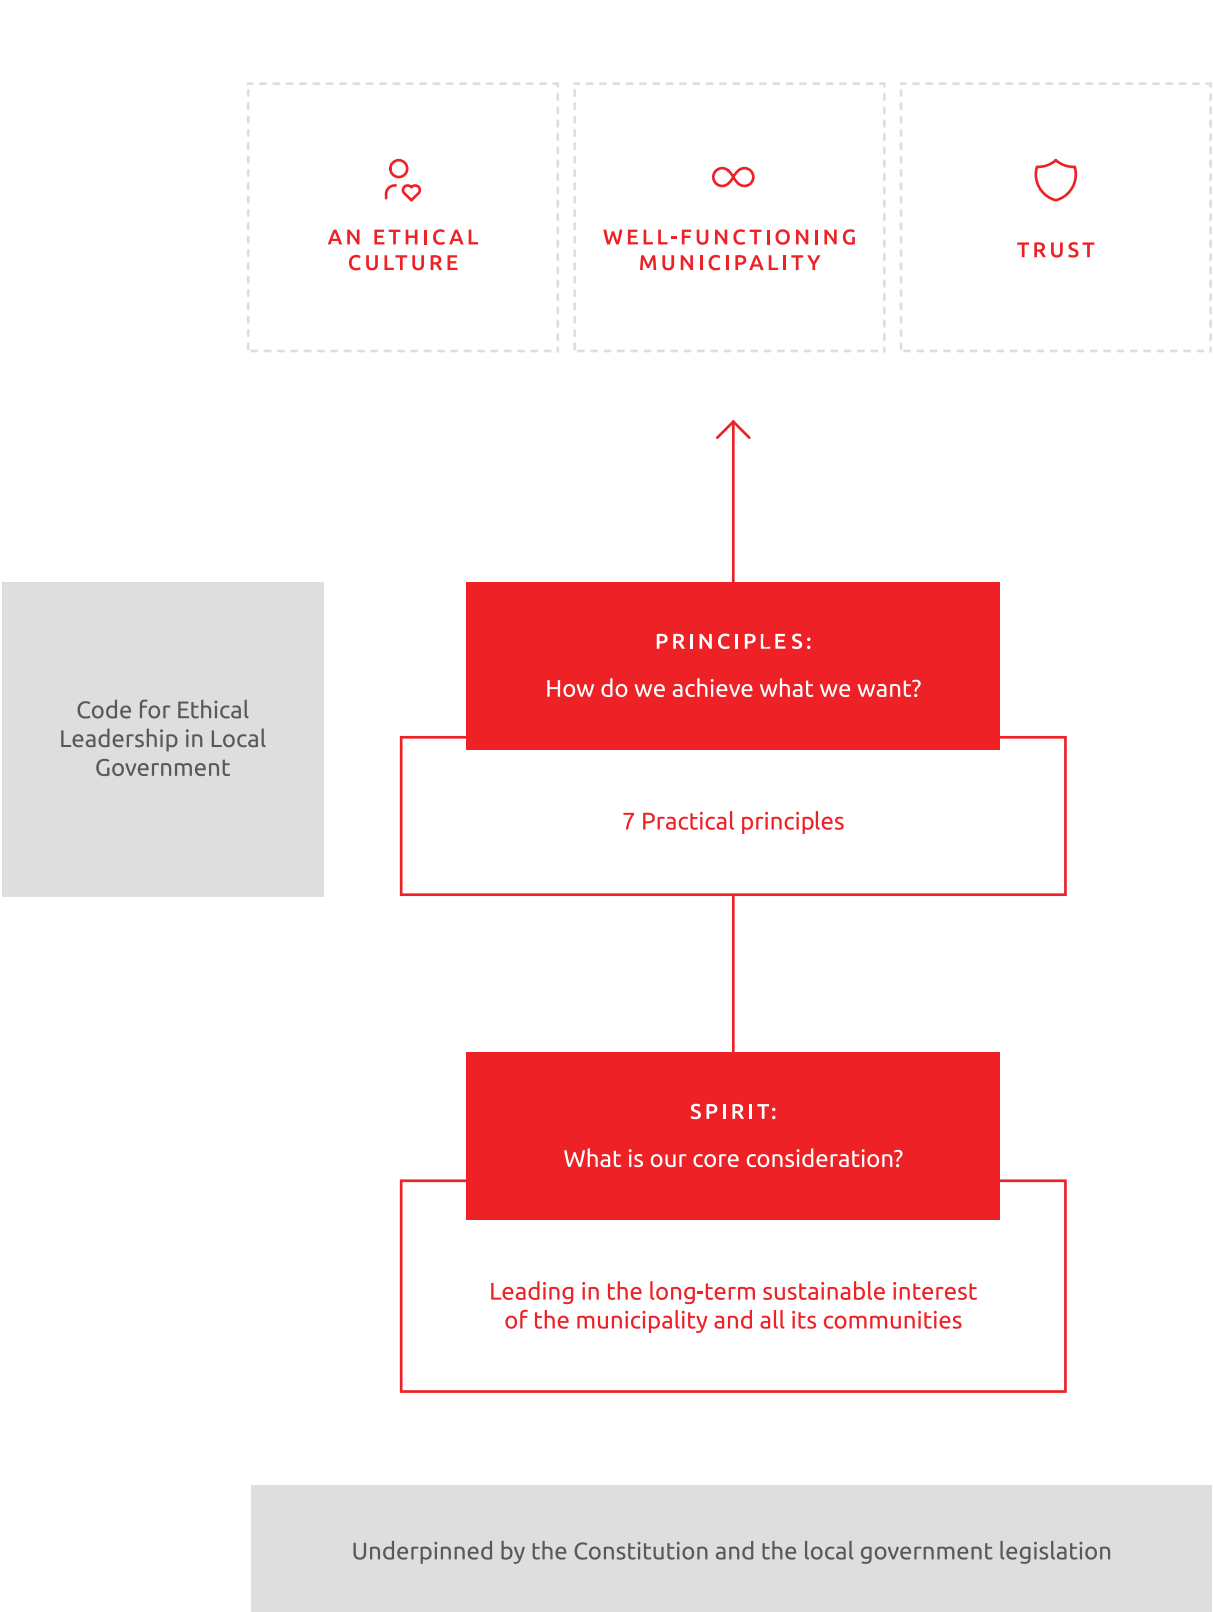 AN ETHICAL
CULTURE
WELL-FUNCTIONING
MUNICIPALITY
TRUST
PRINCIPLES:
How do we achieve what we want?
Code for Ethical
Leadership in Local
Government
7 Practical principles
SPIRIT:
What is our core consideration?
Leading in the long-term sustainable interest
of the municipality and all its communities
Underpinned by the Constitution and the local government legislation